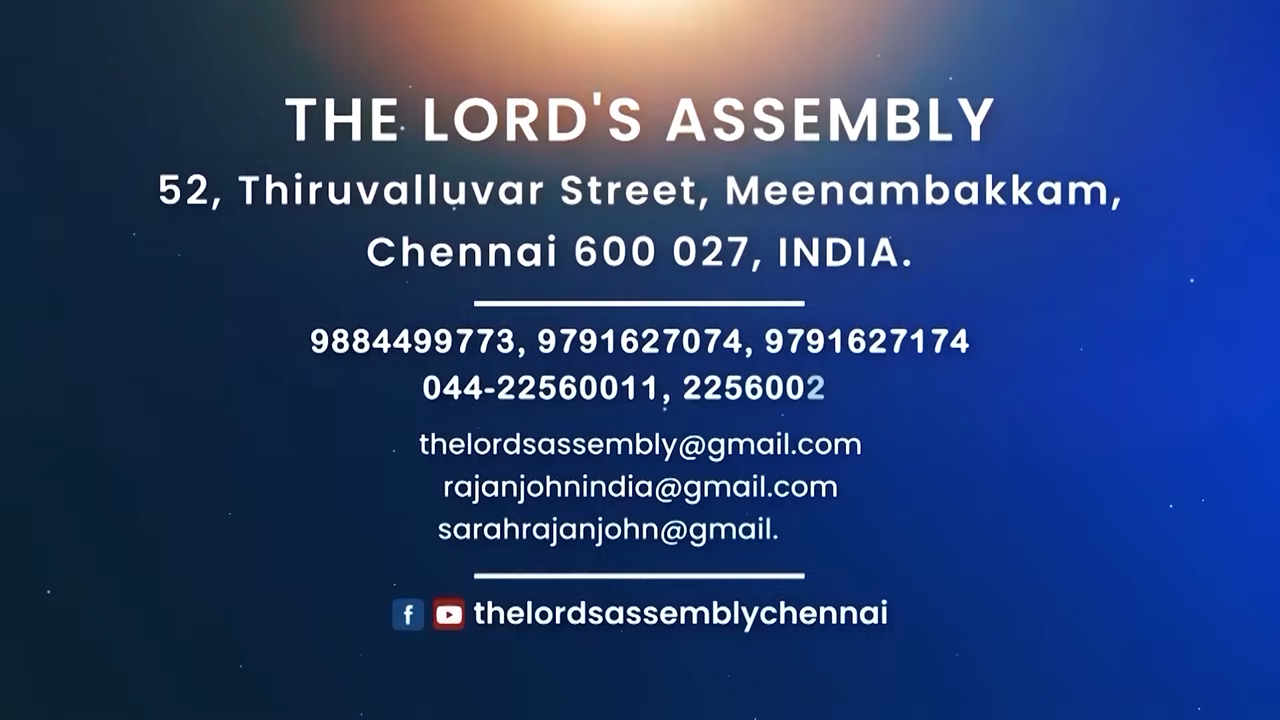 THE LORD'S ASSEMBLY
52, Thiruvalluvar Street, Meenambakkam,
Chennai 600 027, INDIA.
9884499773, 9791627074, 9791627174
044-22560011, 2256002
thelordsassembly@gmail.com
rajanjohnindia@gmail.com
sarahrajanjohn@gmail.
f thelordsassemblychennai